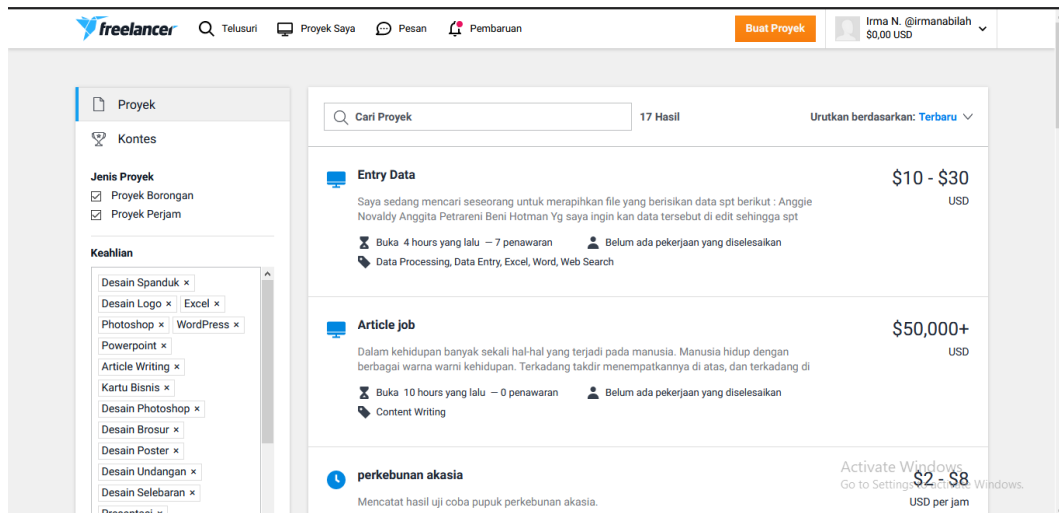 freelancer Telusuri Proyek Saya Pesan Pembaruan Buat Proyek Irma N. @irmanabilah
$0,00 USD
Proyek
Kontes
Jenis Proyek
Proyek Borongan
Proyek Perjam
Keahlian
Desain Spanduk ×
Desain Logo × Excel ×
Photoshop × WordPress ×
Powerpoint ×
Article Writing ×
Kartu Bisnis ×
Desain Photoshop ×
Desain Brosur ×
Desain Poster ×
Desain Undangan ×
Desain Selebaran ×
Presentasi ×
Cari Proyek 17 Hasil Urutkan berdasarkan: Terbaru
Entry Data $10 - $30
USD
Saya sedang mencari seseorang untuk merapihkan file yang berisikan data spt berikut : Anggie
Novaldy Anggita Petrareni Beni Hotman Yg saya ingin kan data tersebut di edit sehingga spt
Buka 4 hours yang lalu — 7 penawaran Belum ada pekerjaan yang diselesaikan
Data Processing, Data Entry, Excel, Word, Web Search
Article job $50,000+
USD
Dalam kehidupan banyak sekali hal-hal yang terjadi pada manusia. Manusia hidup dengan
berbagai warna warni kehidupan. Terkadang takdir menempatkannya di atas, dan terkadang di
Buka 10 hours yang lalu — 0 penawaran Belum ada pekerjaan yang diselesaikan
Content Writing
perkebunan akasia $2 - $8
USD per jam
Mencatat hasil uji coba pupuk perkebunan akasia.
Activate Windows
Go to Settings to activate Windows.